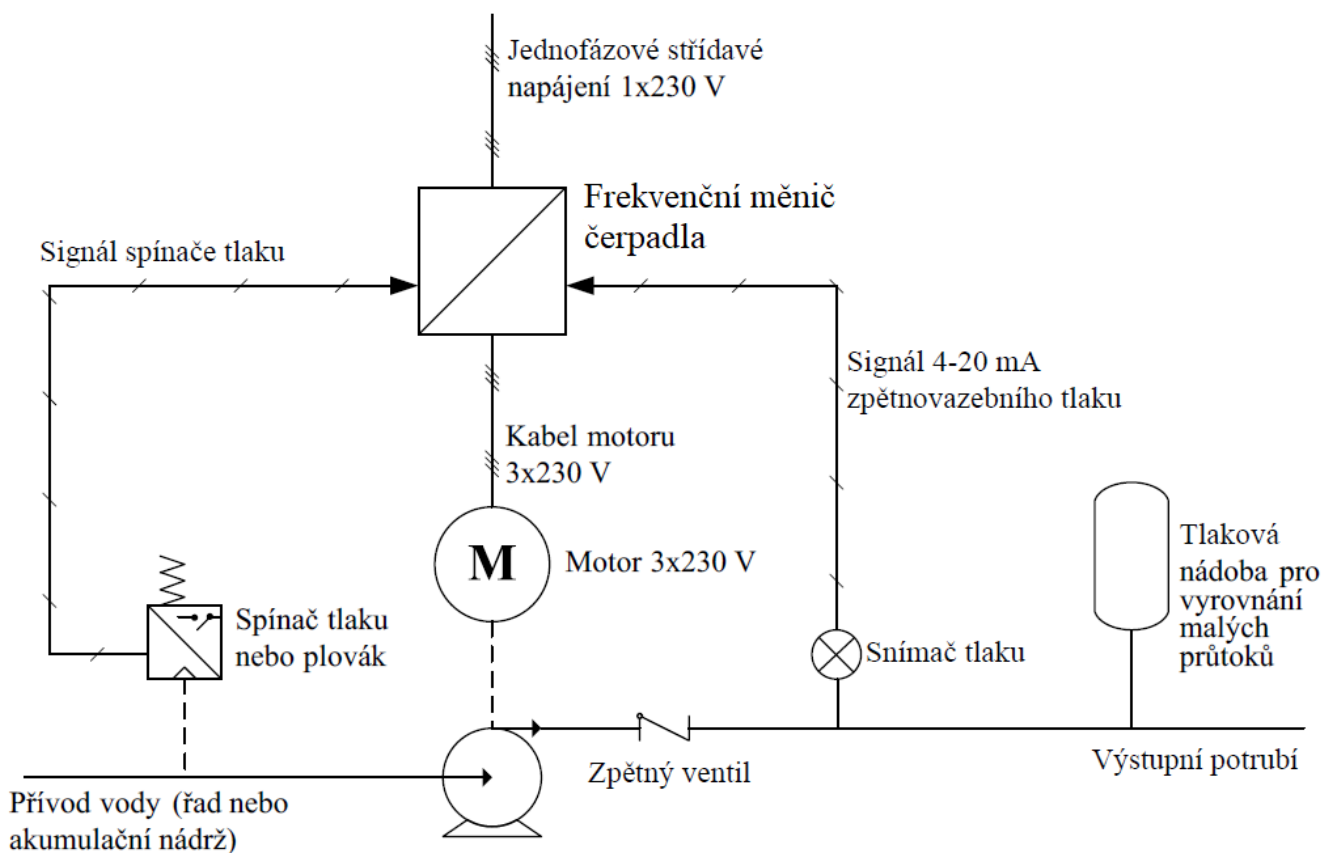 Jednofázové střídavé
napájení 1x230 V
Frekvenční měnič
čerpadla
Signál spínače tlaku
Signál 4-20 mA
zpětnovazebního tlaku
Kabel motoru
3x230 V
M
Motor 3x230 V
Tlaková
nádoba pro
vyrovnání
malých
průtoků
Spínač tlaku
nebo plovák
Snímač tlaku
Zpětný ventil
Výstupní potrubí
Přívod vody (řad nebo
akumulační nádrž)